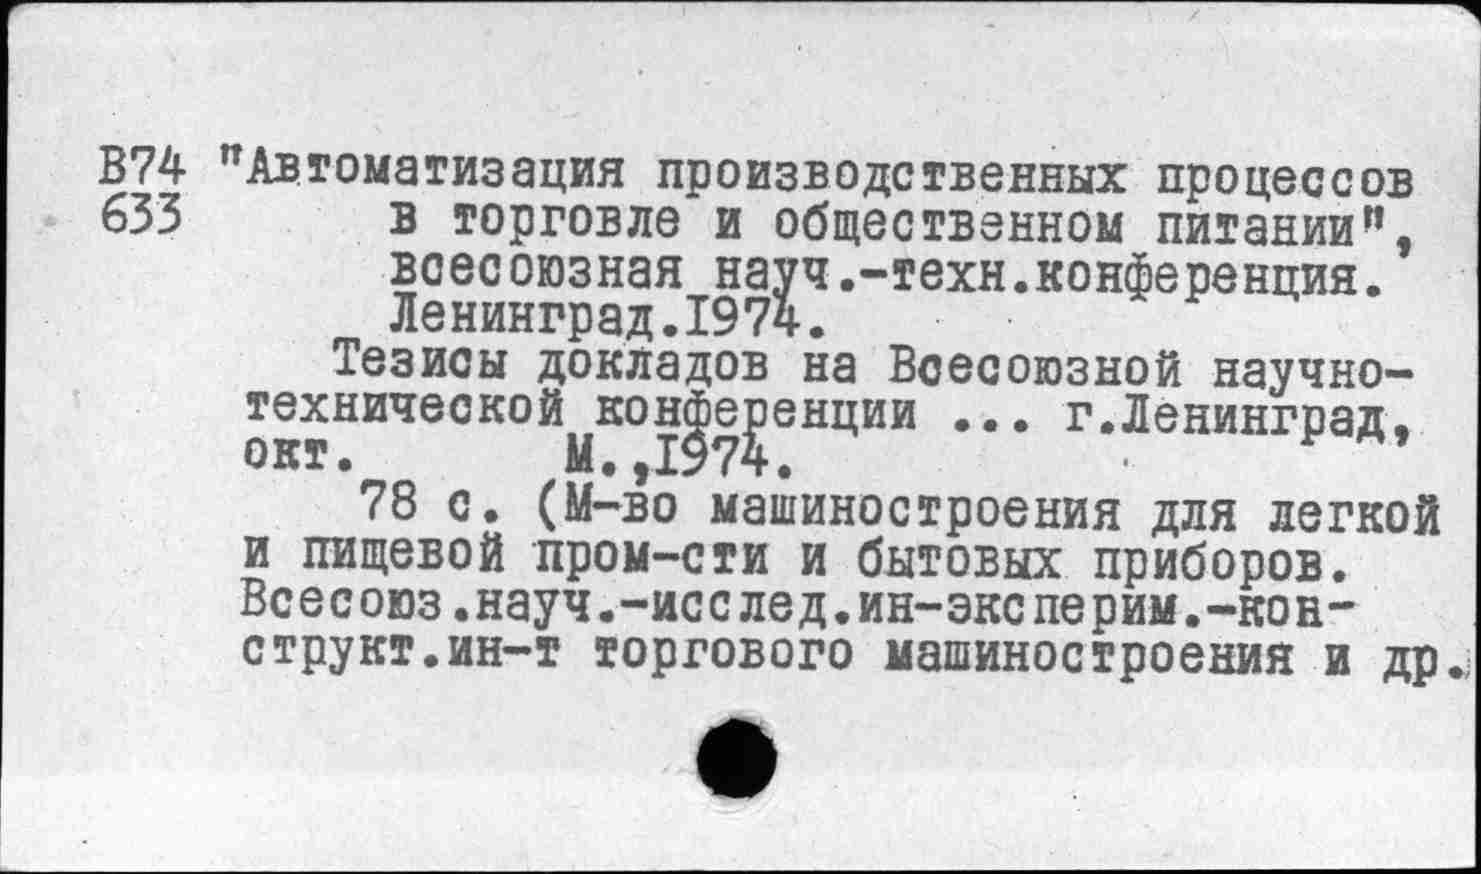 В74 "Автоматизация производственных процессов
633 в торговле и общественном питании",
всесоюзная науч.-техн.конференция.
Ленинград.1974.
Тезисы докладов на Всесоюзной научно-
технической конференции ... г.Ленинград,
окт. М.,1974.
78 с. (М-во машиностроения для легкой
и пищевой пром-сти и бытовых приборов.
Всесоюз.науч.-исслед.ин-эксперим.-кон-
структ.ин-т торгового машиностроения и др.